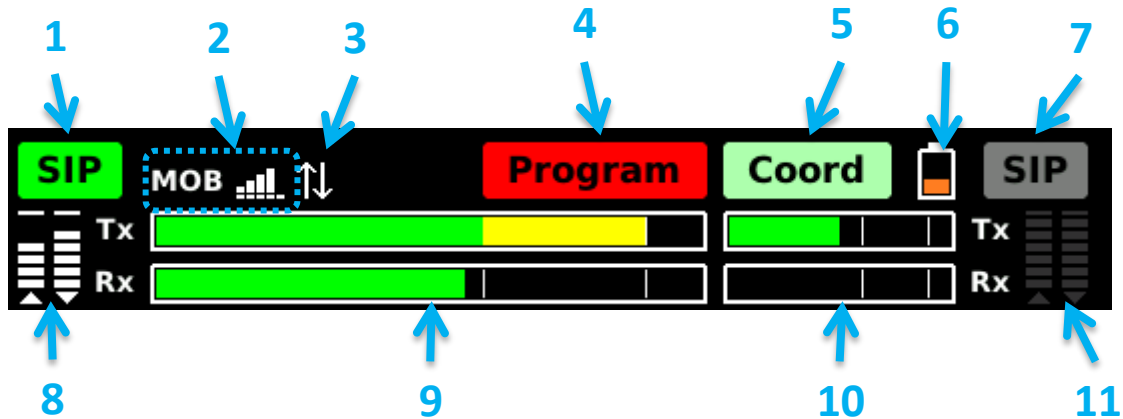 1 2 3 4 5 6 7
SIP MOB Program Coord SIP
Tx Tx
Rx Rx
8 9 10 11